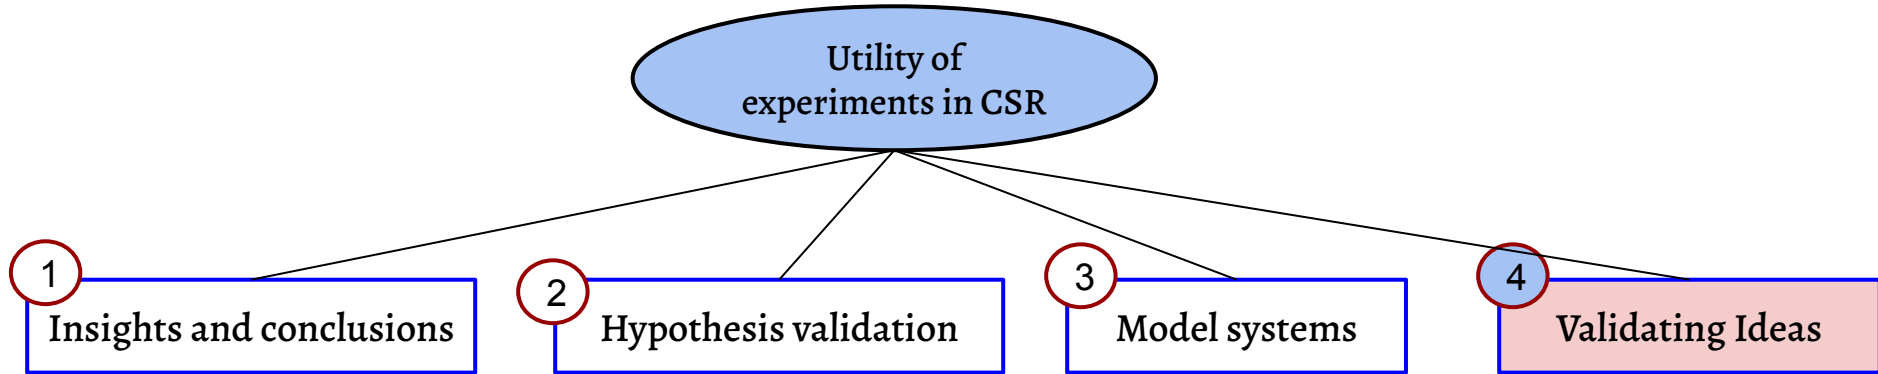 Utility of
experiments in CSR
1
Insights and conclusions
2
Hypothesis validation
3
Model systems
4
Validating Ideas